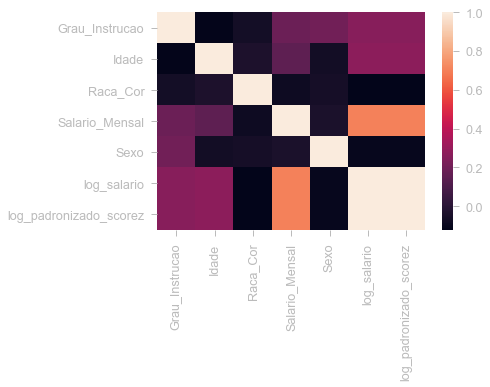 Grau_Instrucao
Idade
Raca_Cor
Salario_Mensal
Sexo
log_salario
log_padronizado_scorez
Grau_Instrucao
Idade
Raca_Cor
Salario_Mensal
Sexo
log_salario
log_padronizado_scorez
1.0
0.8
0.6
0.4
0.2
0.0